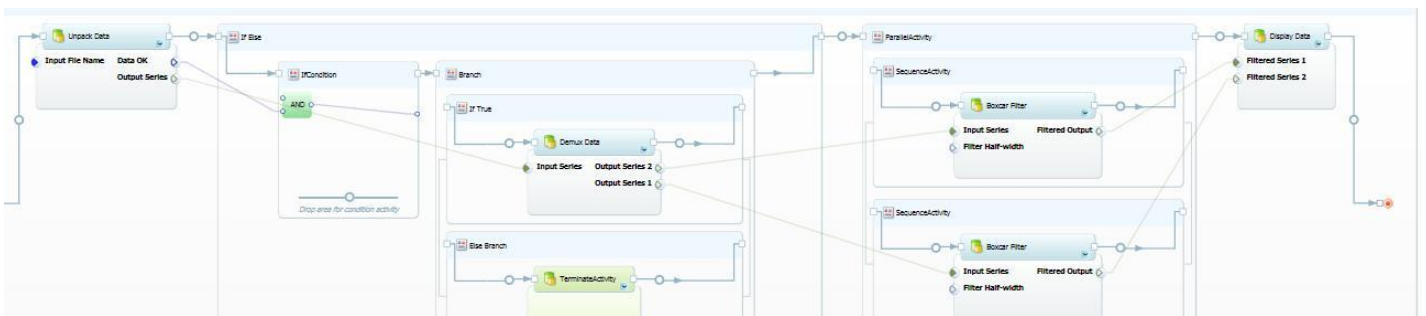 Unpack Data
Input File Name
Data OK
Output Series
If Else
IfCondition
AND
Drop area for condition activity
Branch
If True
Demux Data
Input Series
Output Series 2
Output Series 1
Else Branch
TerminateActivity
ParallelActivity
SequenceActivity
Boxcar Filter
Input Series
Filtered Output
Filter Half-width
SequenceActivity
Boxcar Filter
Input Series
Filtered Output
Filter Half-width
Display Data
Filtered Series 1
Filtered Series 2